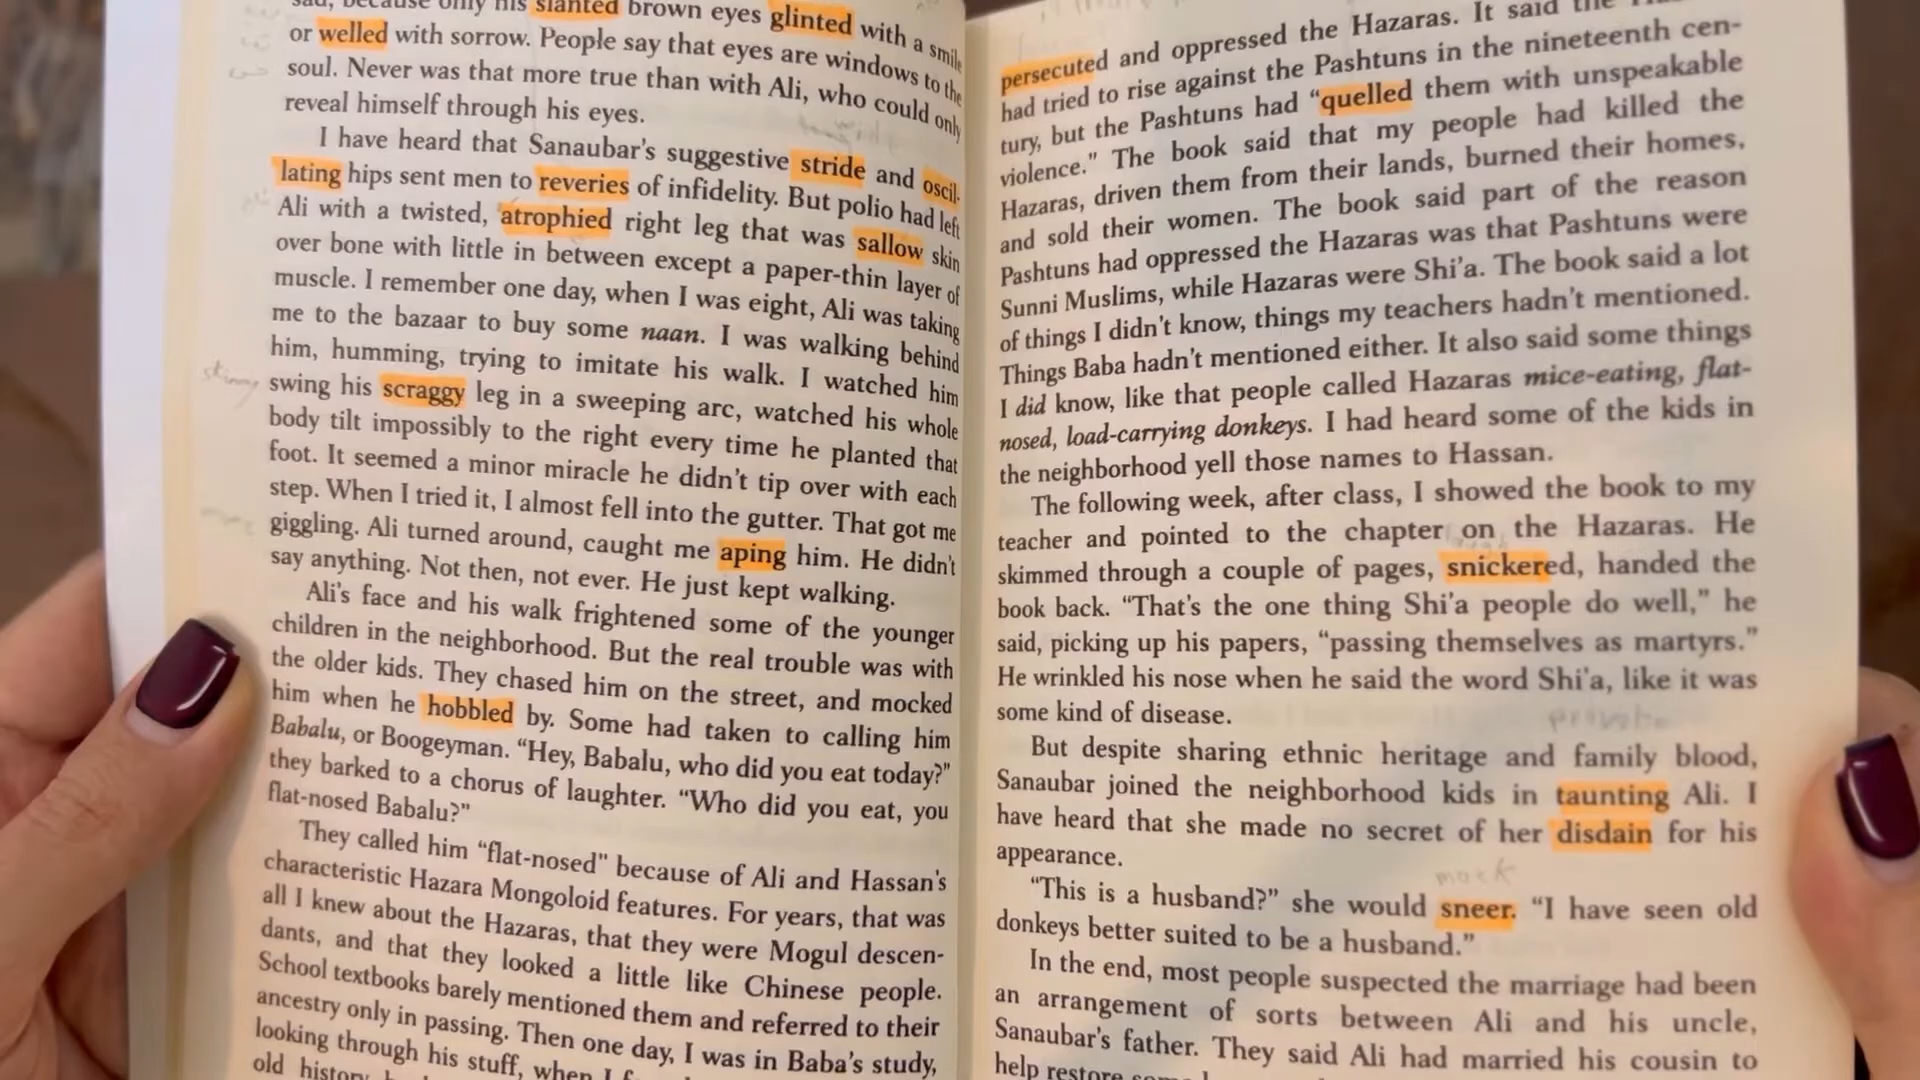 sad, because only his slanted brown eyes glinted with a smile
or welled with sorrow. People say that eyes are windows to the
soul. Never was that more true than with Ali, who could only
reveal himself through his eyes.
I have heard that Sanaubar's suggestive stride and oscil-
lating hips sent men to reveries of infidelity. But polio had left
Ali with a twisted, atrophied right leg that was sallow skin
over bone with little in between except a paper-thin layer of
muscle. I remember one day, when I was eight, Ali was taking
me to the bazaar to buy some naan. I was walking behind
him, humming, trying to imitate his walk. I watched him
skinny
swing his scraggy leg in a sweeping arc, watched his whole
body tilt impossibly to the right every time he planted that
foot. It seemed a minor miracle he didn't tip over with each
step. When I tried it, I almost fell into the gutter. That got me
giggling. Ali turned around, caught me aping him. He didn't
say anything. Not then, not ever. He just kept walking.
Ali's face and his walk frightened some of the younger
children in the neighborhood. But the real trouble was with
the older kids. They chased him on the street, and mocked
him when he hobbled by. Some had taken to calling him
Babalu, or Boogeyman. “Hey, Babalu, who did you eat today?”
they barked to a chorus of laughter. “Who did you eat, you
flat-nosed Babalu?”
They called him “flat-nosed” because of Ali and Hassan's
characteristic Hazara Mongoloid features. For years, that was
all I knew about the Hazaras, that they were Mogul descen-
dants, and that they looked a little like Chinese people.
School textbooks barely mentioned them and referred to their
ancestry only in passing. Then one day, I was in Baba's study,
looking through his stuff, when I
old history
persecuted and oppressed the Hazaras. It said the
had tried to rise against the Pashtuns in the nineteenth cen-
tury, but the Pashtuns had “quelled them with unspeakable
violence.” The book said that my people had killed the
Hazaras, driven them from their lands, burned their homes,
and sold their women. The book said part of the reason
Pashtuns had oppressed the Hazaras was that Pashtuns were
Sunni Muslims, while Hazaras were Shi'a. The book said a lot
of things I didn't know, things my teachers hadn't mentioned.
Things Baba hadn't mentioned either. It also said some things
I did know, like that people called Hazaras mice-eating, flat-
nosed, load-carrying donkeys. I had heard some of the kids in
the neighborhood yell those names to Hassan.
The following week, after class, I showed the book to my
teacher and pointed to the chapter on the Hazaras. He
skimmed through a couple of pages, snickered, handed the
book back. “That's the one thing Shi'a people do well,” he
said, picking up his papers, “passing themselves as martyrs.”
He wrinkled his nose when he said the word Shi'a, like it was
some kind of disease.
But despite sharing ethnic heritage and family blood,
Sanaubar joined the neighborhood kids in taunting Ali. I
have heard that she made no secret of her disdain for his
appearance.
mock
“This is a husband?” she would sneer. “I have seen old
donkeys better suited to be a husband.”
In the end, most people suspected the marriage had been
an arrangement of sorts between Ali and his uncle,
Sanaubar's father. They said Ali had married his cousin to
help restore